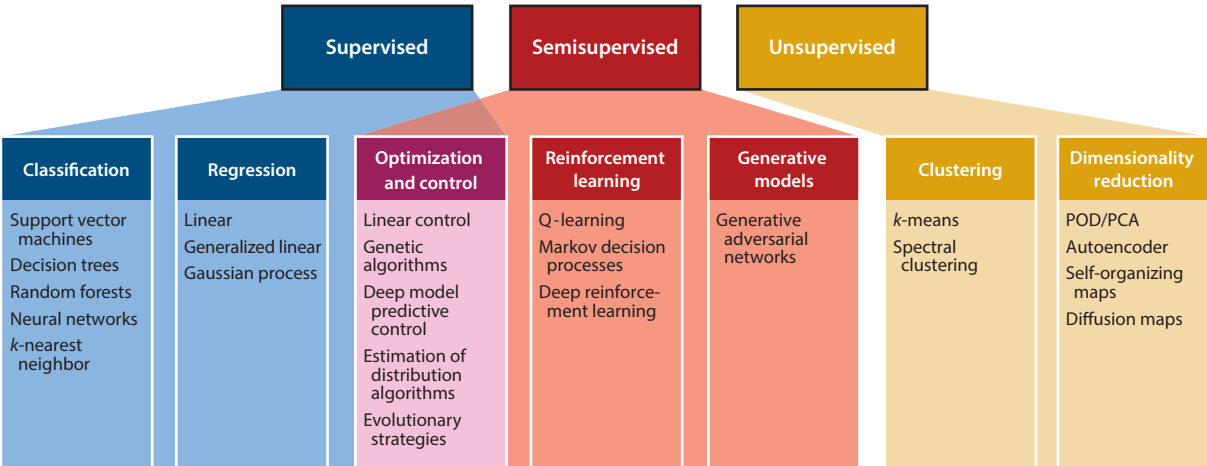 Supervised
Semisupervised
Unsupervised
Classification
Support vector
machines
Decision trees
Random forests
Neural networks
k-nearest
neighbor
Regression
Linear
Generalized linear
Gaussian process
Optimization
and control
Linear control
Genetic
algorithms
Deep model
predictive
control
Estimation of
distribution
algorithms
Evolutionary
strategies
Reinforcement
learning
Q-learning
Markov decision
processes
Deep reinforce-
ment learning
Generative
models
Generative
adversarial
networks
Clustering
k-means
Spectral
clustering
Dimensionality
reduction
POD/PCA
Autoencoder
Self-organizing
maps
Diffusion maps